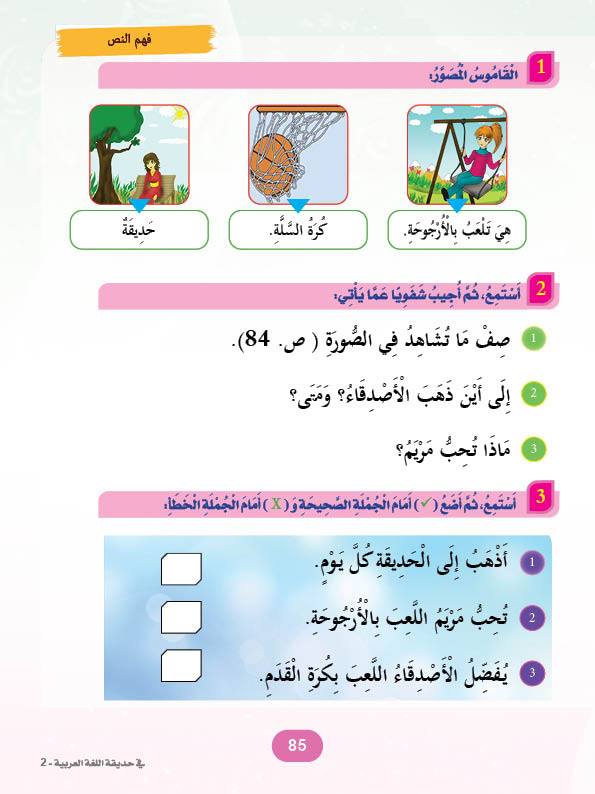 فهم النص
1 الْقَامُوسُ الْمُصَوَّرُ:
هِيَ تَلْعَبُ بِالْأُرْجُوحَةِ.
كُرَةُ السَّلَّةِ.
حَدِيقَةٌ
2 أَسْتَمِعُ، ثُمَّ أُجِيبُ شَفَوِيًا عَمَّا يَأْتِي:
1 صِفْ مَا تُشَاهِدُ فِي الصُّورَةِ ( ص. 84).
2 إِلَى أَيْنَ ذَهَبَ الْأَصْدِقَاءُ؟ وَمَتَى؟
3 مَاذَا تُحِبُّ مَرْيَمُ؟
3 أَسْتَمِعُ، ثُمَّ أَضَعُ (✓) أَمَامَ الْجُمْلَةِ الصَّحِيحَةِ وَ( X ) أَمَامَ الْجُمْلَةِ الْخَطَأِ:
1 أَذْهَبُ إِلَى الْحَدِيقَةِ كُلَّ يَوْمٍ.
2 تُحِبُّ مَرْيَمُ اللَّعِبَ بِالْأُرْجُوحَةِ.
3 يُفَضِّلُ الْأَصْدِقَاءُ اللَّعِبَ بِكُرَةِ الْقَدَمِ.
85
في حديقة اللغة العربية - 2